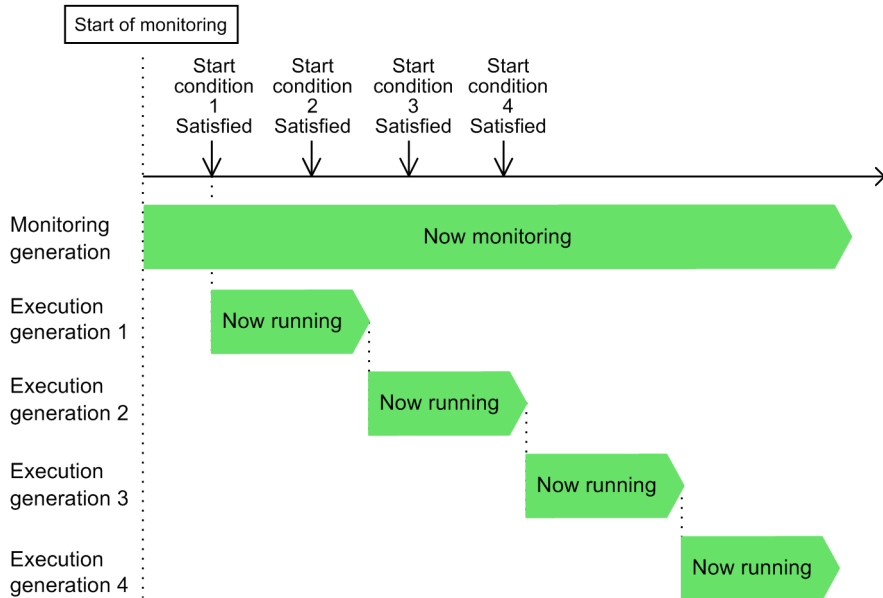 Start of monitoring
Start
condition
1
Satisfied
Start
condition
2
Satisfied
Start
condition
3
Satisfied
Start
condition
4
Satisfied
Monitoring
generation
Now monitoring
Execution
generation 1
Now running
Execution
generation 2
Now running
Execution
generation 3
Now running
Execution
generation 4
Now running